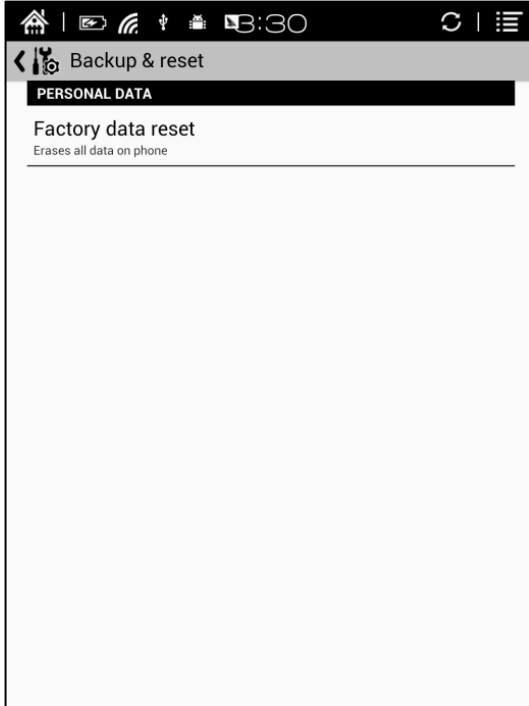 3:30
Backup & reset
PERSONAL DATA
Factory data reset
Erases all data on phone